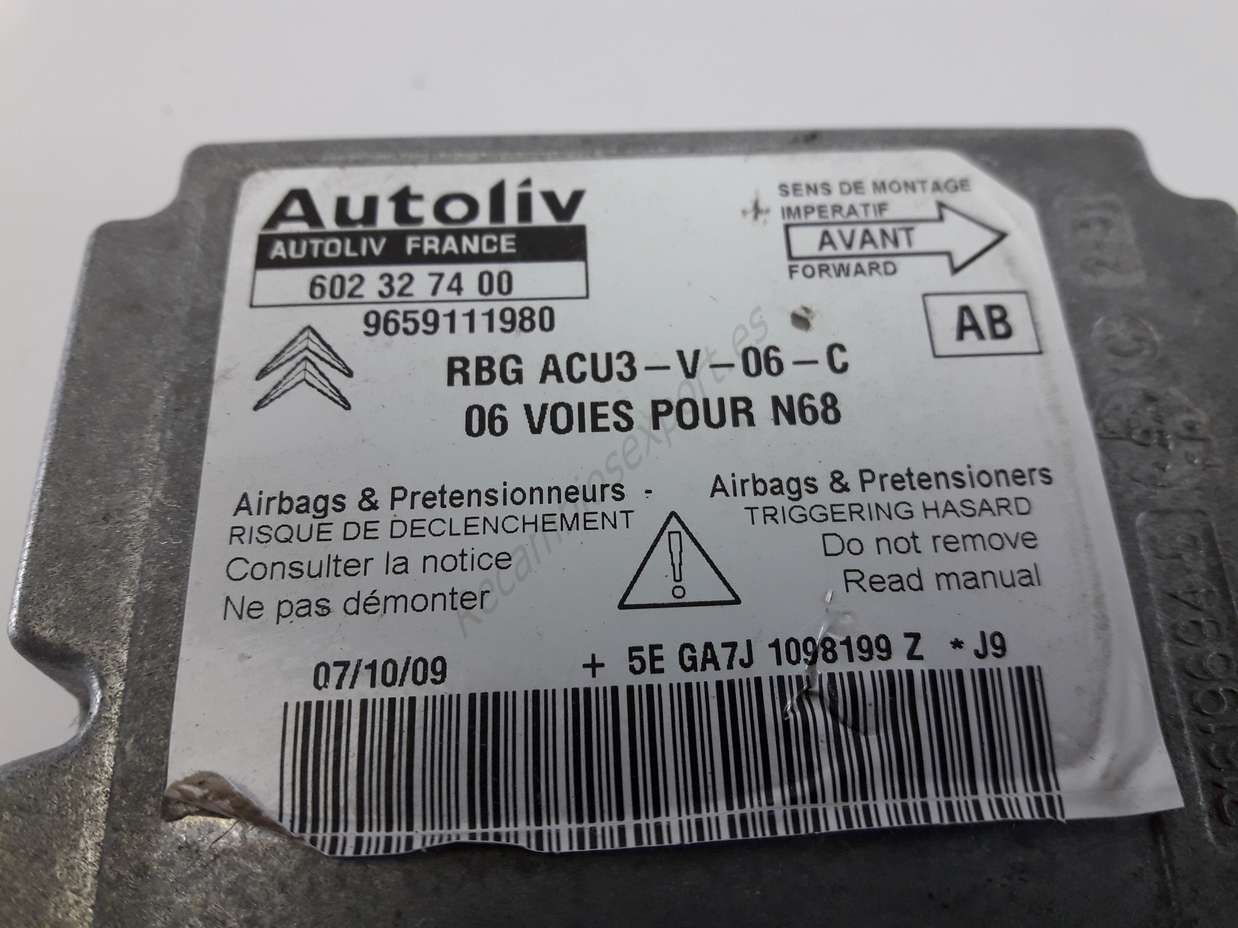 Autoliv
AUTOLIV FRANCE
602 32 74 00
9659111980
SENS DE MONTAGE
IMPERATIF
AVANT
FORWARD
AB
RBG ACU3-V-06-C
06 VOIES POUR N68
Airbags & Pretensionneurs -
RISQUE DE DECLENCHEMENT
Consulter la notice
Ne pas démonter
Airbags & Pretensioners
TRIGGERING HASARD
Do not remove
Read manual
07/10/09
+ 5E GA7J 1098199 Z * J9
Recambiosexport.es